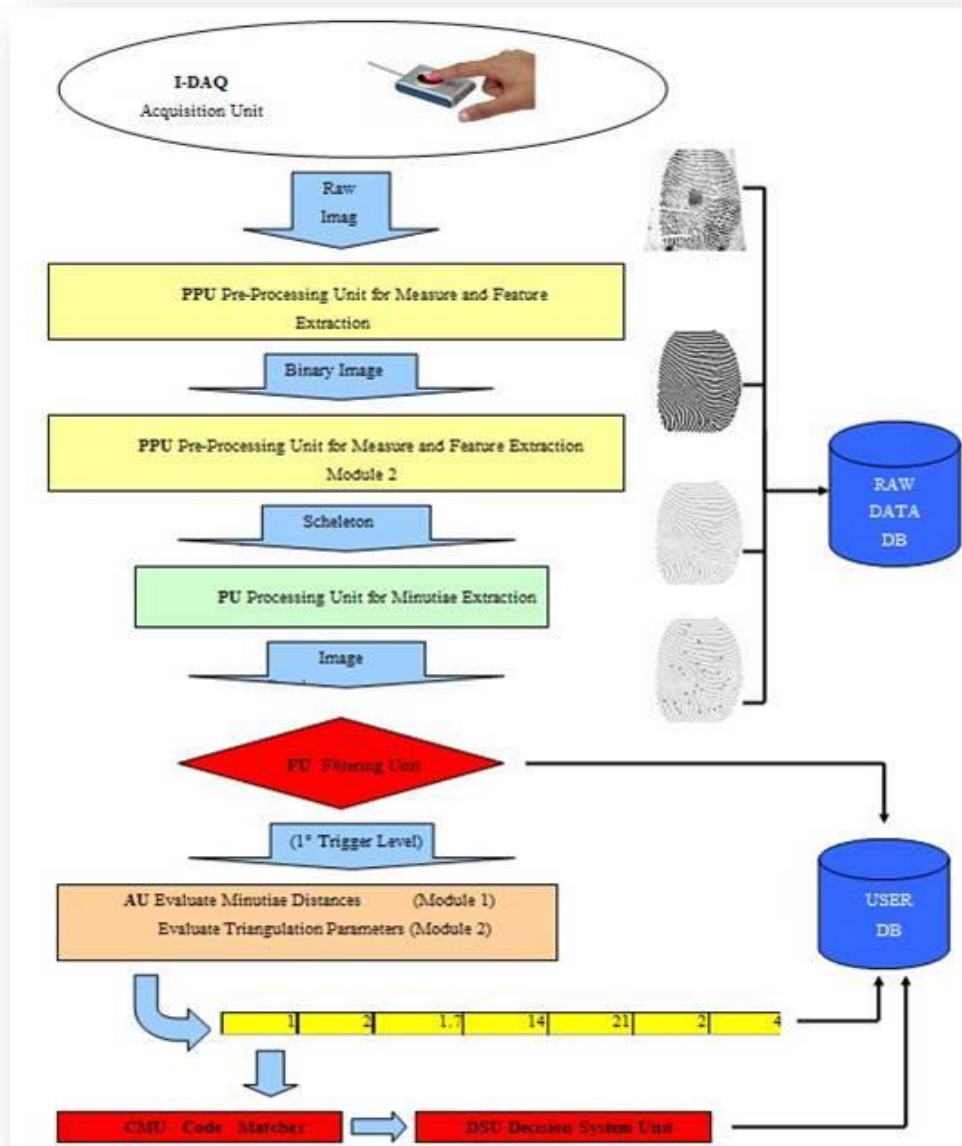 I-DAQ
Acquisition Unit
Raw
Imag
PPU Pre-Processing Unit for Measure and Feature
Extraction
Binary Image
PPU Pre-Processing Unit for Measure and Feature Extraction
Module 2
Scheleton
PU Processing Unit for Minutiae Extraction
Image
RAW
DATA
DB
FU Filtering Unit
(1° Trigger Level)
AU Evaluate Minutiae Distances (Module 1)
Evaluate Triangulation Parameters (Module 2)
USER
DB
1 2 1,7 14 21 2 4
CMU Code Matcher
DSU Decision System Unit